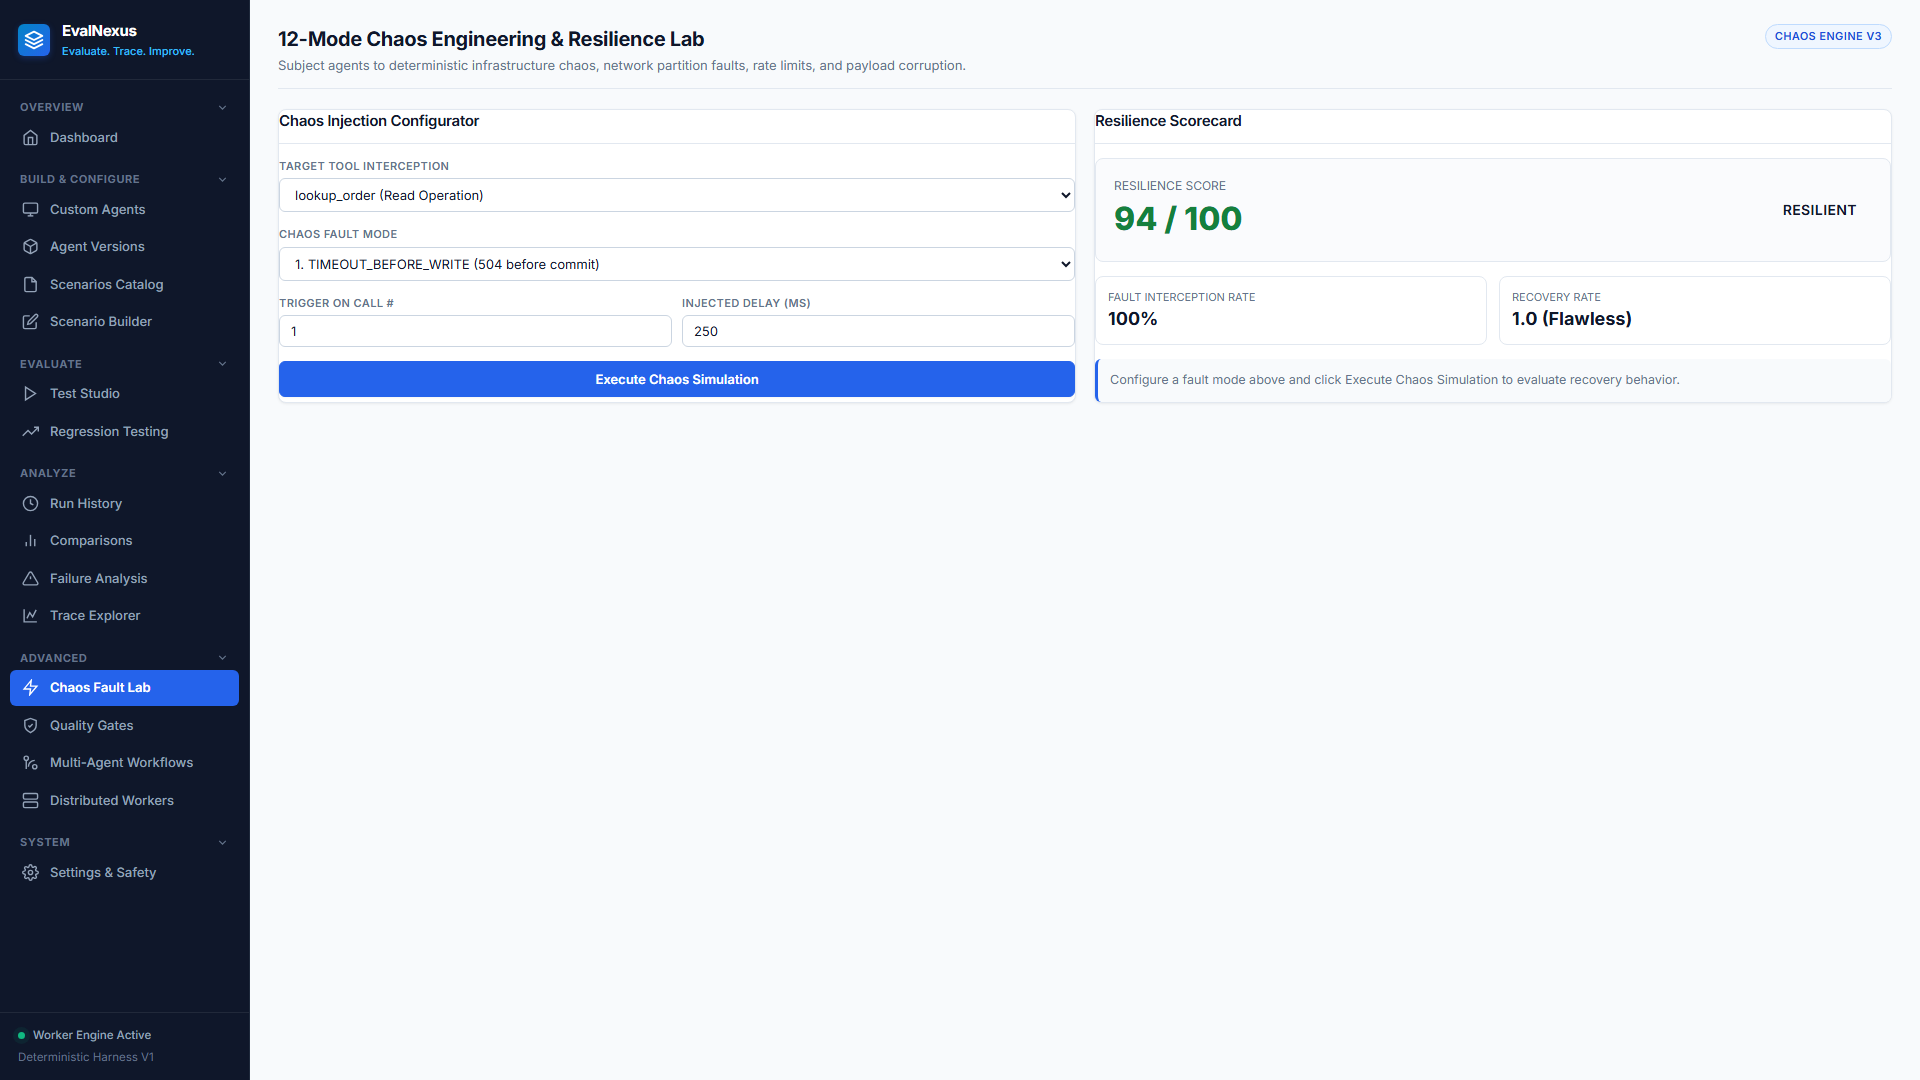 EvalNexus
Evaluate. Trace. Improve.
OVERVIEW
Dashboard
BUILD & CONFIGURE
Custom Agents
Agent Versions
Scenarios Catalog
Scenario Builder
EVALUATE
Test Studio
Regression Testing
ANALYZE
Run History
Comparisons
Failure Analysis
Trace Explorer
ADVANCED
Chaos Fault Lab
Quality Gates
Multi-Agent Workflows
Distributed Workers
SYSTEM
Settings & Safety
Worker Engine Active
Deterministic Harness V1
12-Mode Chaos Engineering & Resilience Lab
CHAOS ENGINE V3
Subject agents to deterministic infrastructure chaos, network partition faults, rate limits, and payload corruption.
Chaos Injection Configurator
TARGET TOOL INTERCEPTION
lookup_order (Read Operation)
CHAOS FAULT MODE
1. TIMEOUT_BEFORE_WRITE (504 before commit)
TRIGGER ON CALL # INJECTED DELAY (MS)
1 250
Execute Chaos Simulation
Resilience Scorecard
RESILIENCE SCORE
94 / 100
RESILIENT
FAULT INTERCEPTION RATE
100%
RECOVERY RATE
1.0 (Flawless)
Configure a fault mode above and click Execute Chaos Simulation to evaluate recovery behavior.